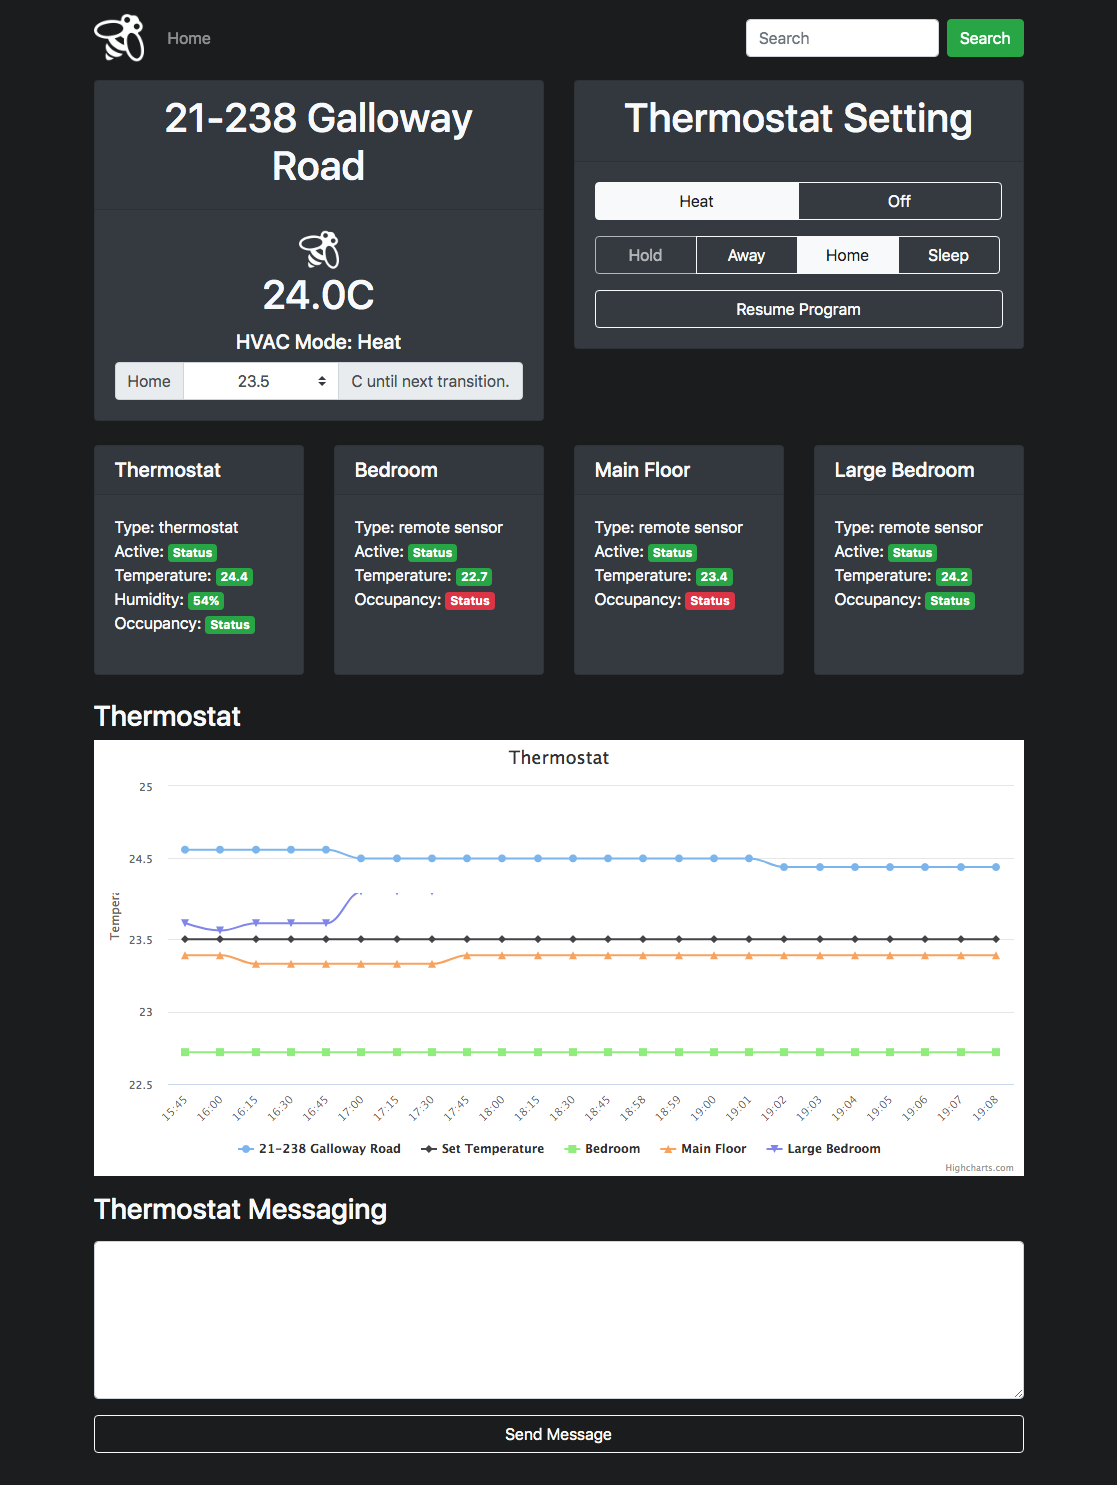 Home
Search
Search
21-238 Galloway
Road
24.0C
HVAC Mode: Heat
Home
23.5
C until next transition.
Thermostat Setting
Heat
Off
Hold
Away
Home
Sleep
Resume Program
Thermostat
Type: thermostat
Active: Status
Temperature: 24.4
Humidity: 54%
Occupancy: Status
Bedroom
Type: remote sensor
Active: Status
Temperature: 22.7
Occupancy: Status
Main Floor
Type: remote sensor
Active: Status
Temperature: 23.4
Occupancy: Status
Large Bedroom
Type: remote sensor
Active: Status
Temperature: 24.2
Occupancy: Status
Thermostat
Thermostat
25
24.5
23.5
23
22.5
15:45
16:00
16:15
16:30
16:45
17:00
17:15
17:30
17:45
18:00
18:15
18:30
18:45
18:58
18:59
19:00
19:01
19:02
19:03
19:04
19:05
19:06
19:07
19:08
21-238 Galloway Road
Set Temperature
Bedroom
Main Floor
Large Bedroom
Highcharts.com
Thermostat Messaging
Send Message